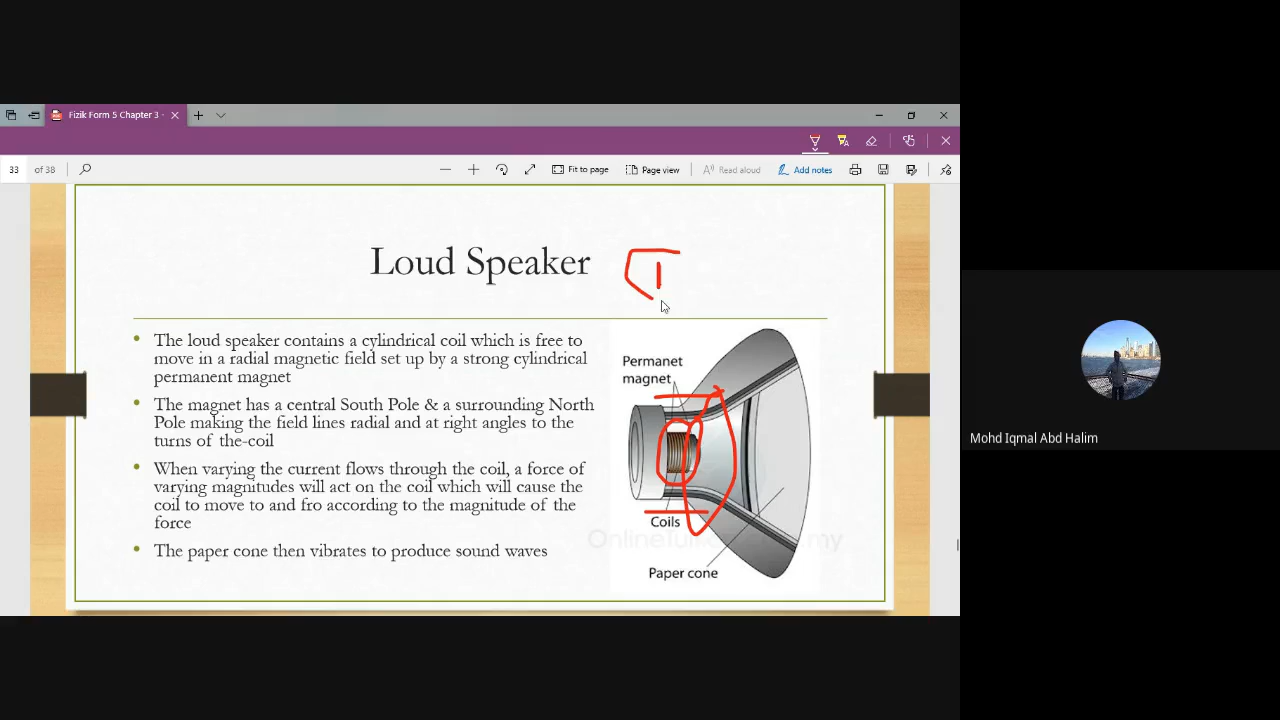 Fizik Form 5 Chapter 3 -
33 of 38
Fit to page
Page view
Read aloud
Add notes
Loud Speaker
The loud speaker contains a cylindrical coil which is free to
move in a radial magnetic field set up by a strong cylindrical
permanent magnet
The magnet has a central South Pole & a surrounding North
Pole making the field lines radial and at right angles to the
turns of the-coil
When varying the current flows through the coil, a force of
varying magnitudes will act on the coil which will cause the
coil to move to and fro according to the magnitude of the
force
The paper cone then vibrates to produce sound waves
Permanet
magnet
Coils
Paper cone
Mohd Iqmal Abd Halim